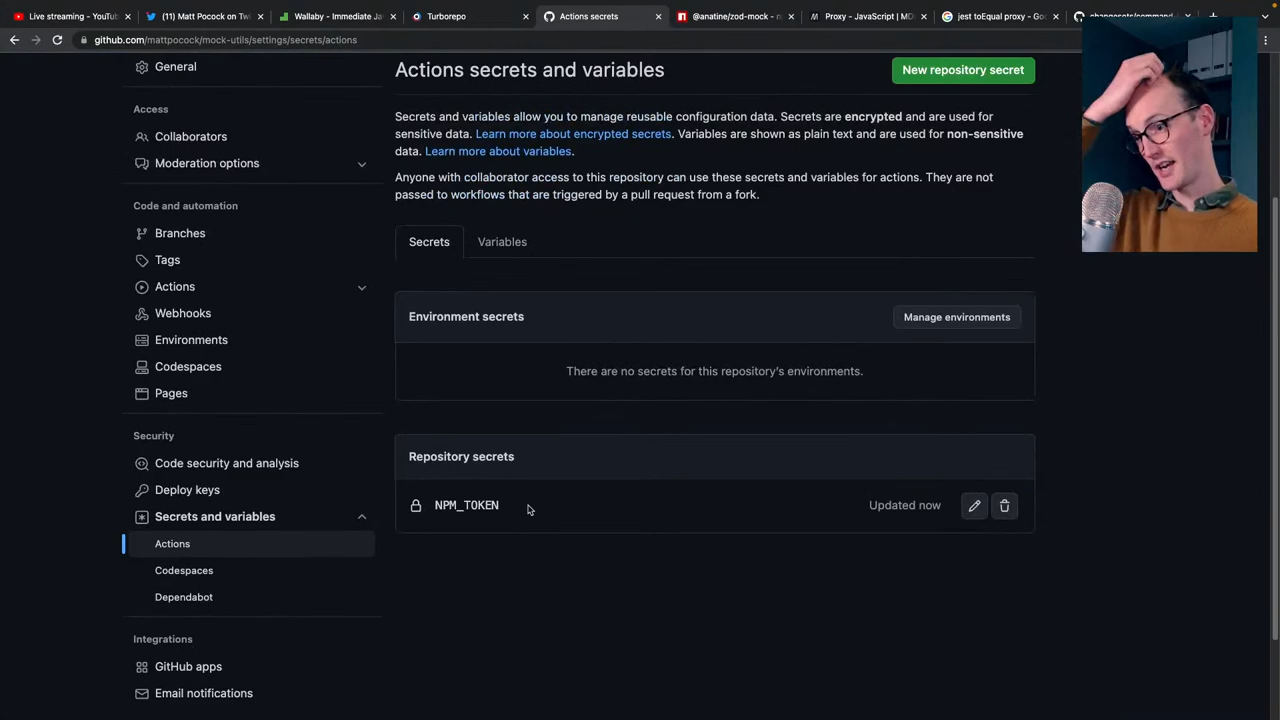 Live streaming - YouTub
(11) Matt Pocock on Twi
Wallaby - Immediate Ja
Turborepo
Actions secrets
@anatine/zod-mock - n
Proxy - JavaScript | MD
jest toEqual proxy - Goo
github.com/mattpocock/mock-utils/settings/secrets/actions
General
Access
Collaborators
Moderation options
Code and automation
Branches
Tags
Actions
Webhooks
Environments
Codespaces
Pages
Security
Code security and analysis
Deploy keys
Secrets and variables
Actions
Codespaces
Dependabot
Integrations
GitHub apps
Email notifications
Actions secrets and variables
New repository secret
Secrets and variables allow you to manage reusable configuration data. Secrets are encrypted and are used for
sensitive data. Learn more about encrypted secrets. Variables are shown as plain text and are used for non-sensitive
data. Learn more about variables.
Anyone with collaborator access to this repository can use these secrets and variables for actions. They are not
passed to workflows that are triggered by a pull request from a fork.
Secrets
Variables
Environment secrets
Manage environments
There are no secrets for this repository's environments.
Repository secrets
NPM_TOKEN
Updated now